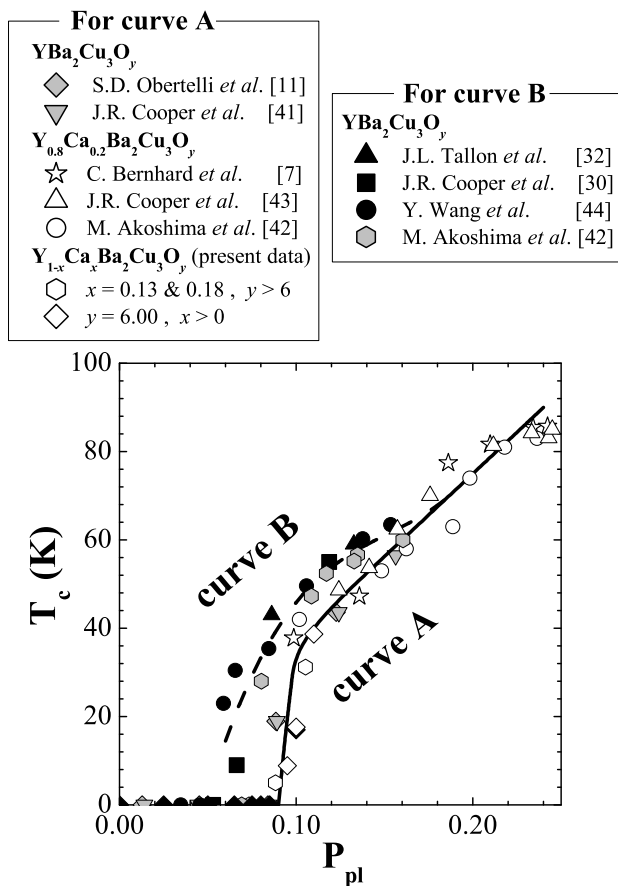 For curve A
YBa2Cu3Oy
S.D. Obertelli et al. [11]
J.R. Cooper et al. [41]
Y0.8Ca0.2Ba2Cu3Oy
C. Bernhard et al. [7]
J.R. Cooper et al. [43]
M. Akoshima et al. [42]
Y1-xCaxBa2Cu3Oy (present data)
x = 0.13 & 0.18 , y > 6
y = 6.00 , x > 0
For curve B
YBa2Cu3Oy
J.L. Tallon et al. [32]
J.R. Cooper et al. [30]
Y. Wang et al. [44]
M. Akoshima et al. [42]
100
80
60
40
20
0
Tc (K)
curve B
curve A
0.00 0.10 0.20
Ppl